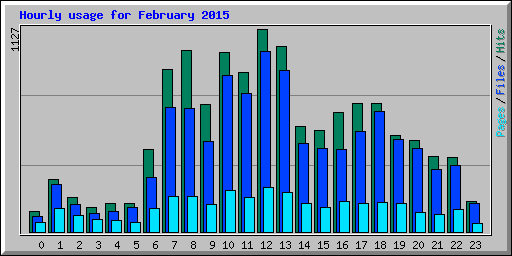 Hourly usage for February 2015
1127
Pages / Files / Hits
0 1 2 3 4 5 6 7 8 9 10 11 12 13 14 15 16 17 18 19 20 21 22 23